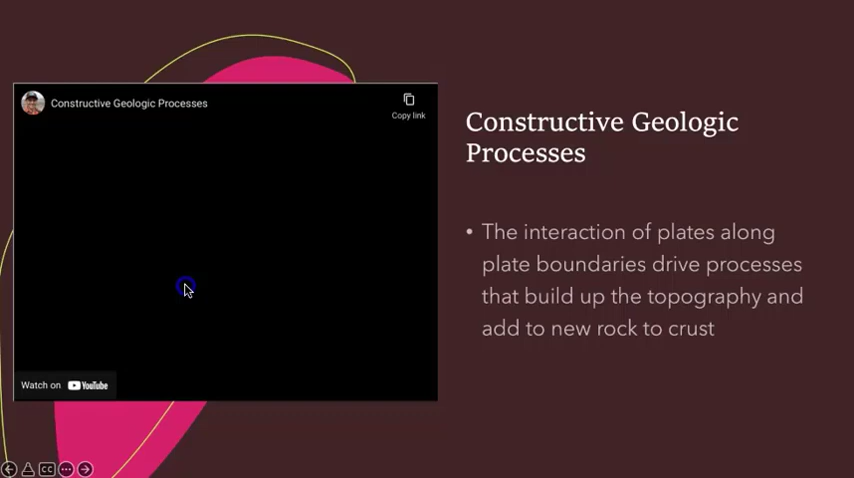 Constructive Geologic Processes
Copy link
Watch on YouTube
Constructive Geologic
Processes
• The interaction of plates along
plate boundaries drive processes
that build up the topography and
add to new rock to crust
CC